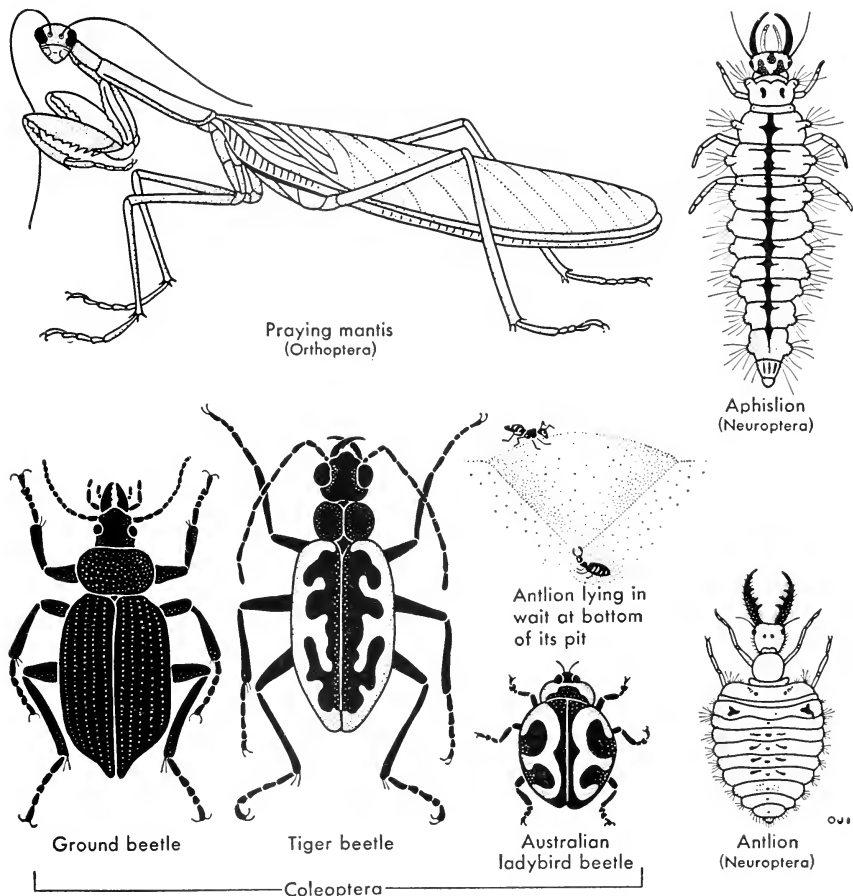 Praying mantis
(Orthoptera)
Aphislion
(Neuroptera)
Antlion lying in
wait at bottom
of its pit
Ground beetle
Tiger beetle
Australian
ladybird beetle
Antlion
(Neuroptera)
Coleoptera